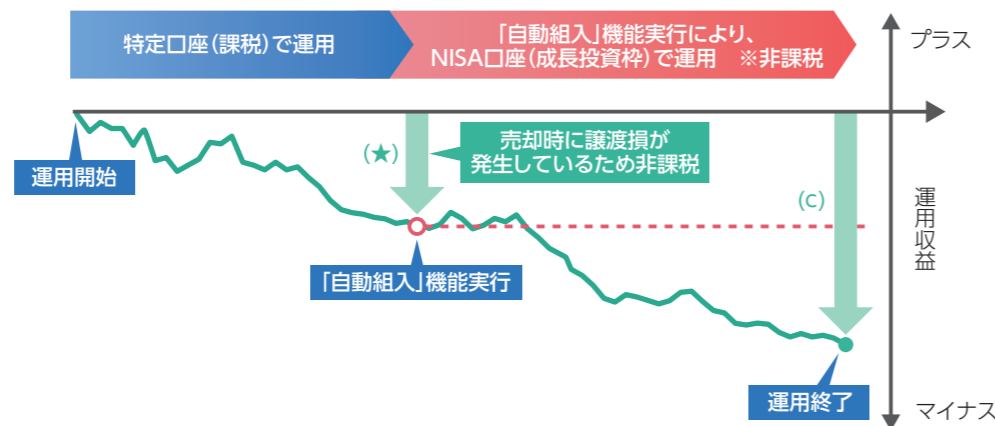 特定口座(課税)で運用
「自動組入」機能実行により、
NISA口座(成長投資枠)で運用　※非課税
プラス
(★)
売却時に譲渡損が
発生しているため非課税
運用開始
(C)
運用収益
「自動組入」機能実行
運用終了
マイナス